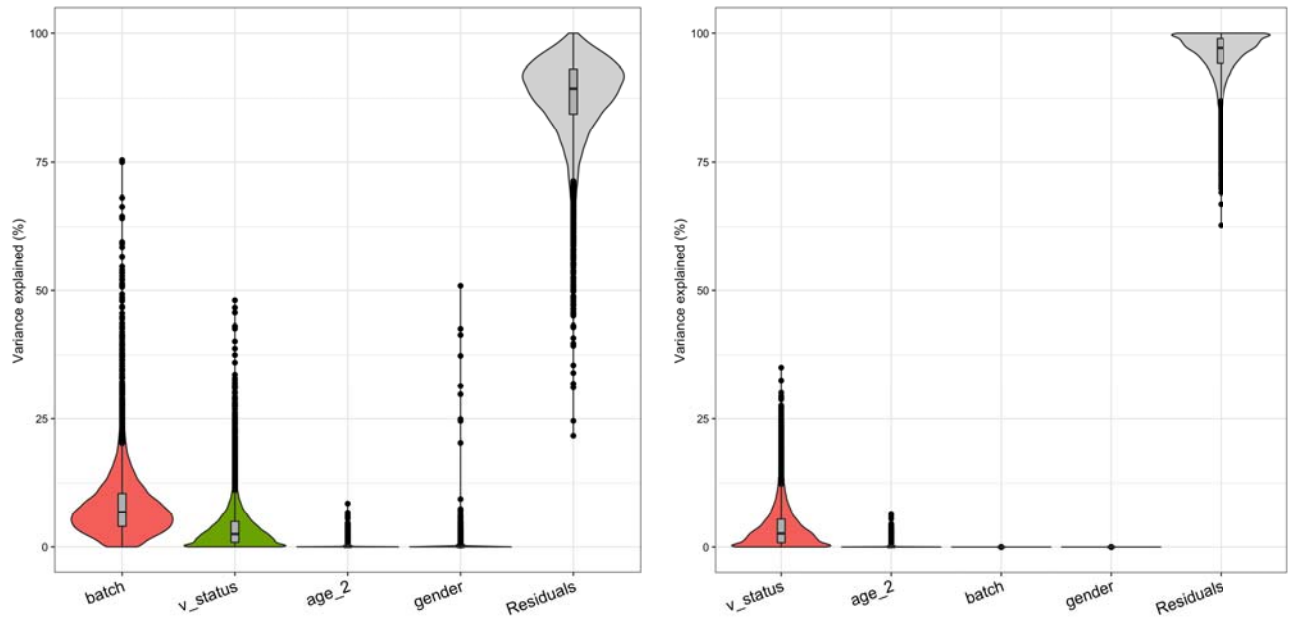 Variance explained (%)
100
75
50
25
0
batch
v_status
age_2
gender
Residuals
Variance explained (%)
100
75
50
25
0
v_status
age_2
batch
gender
Residuals